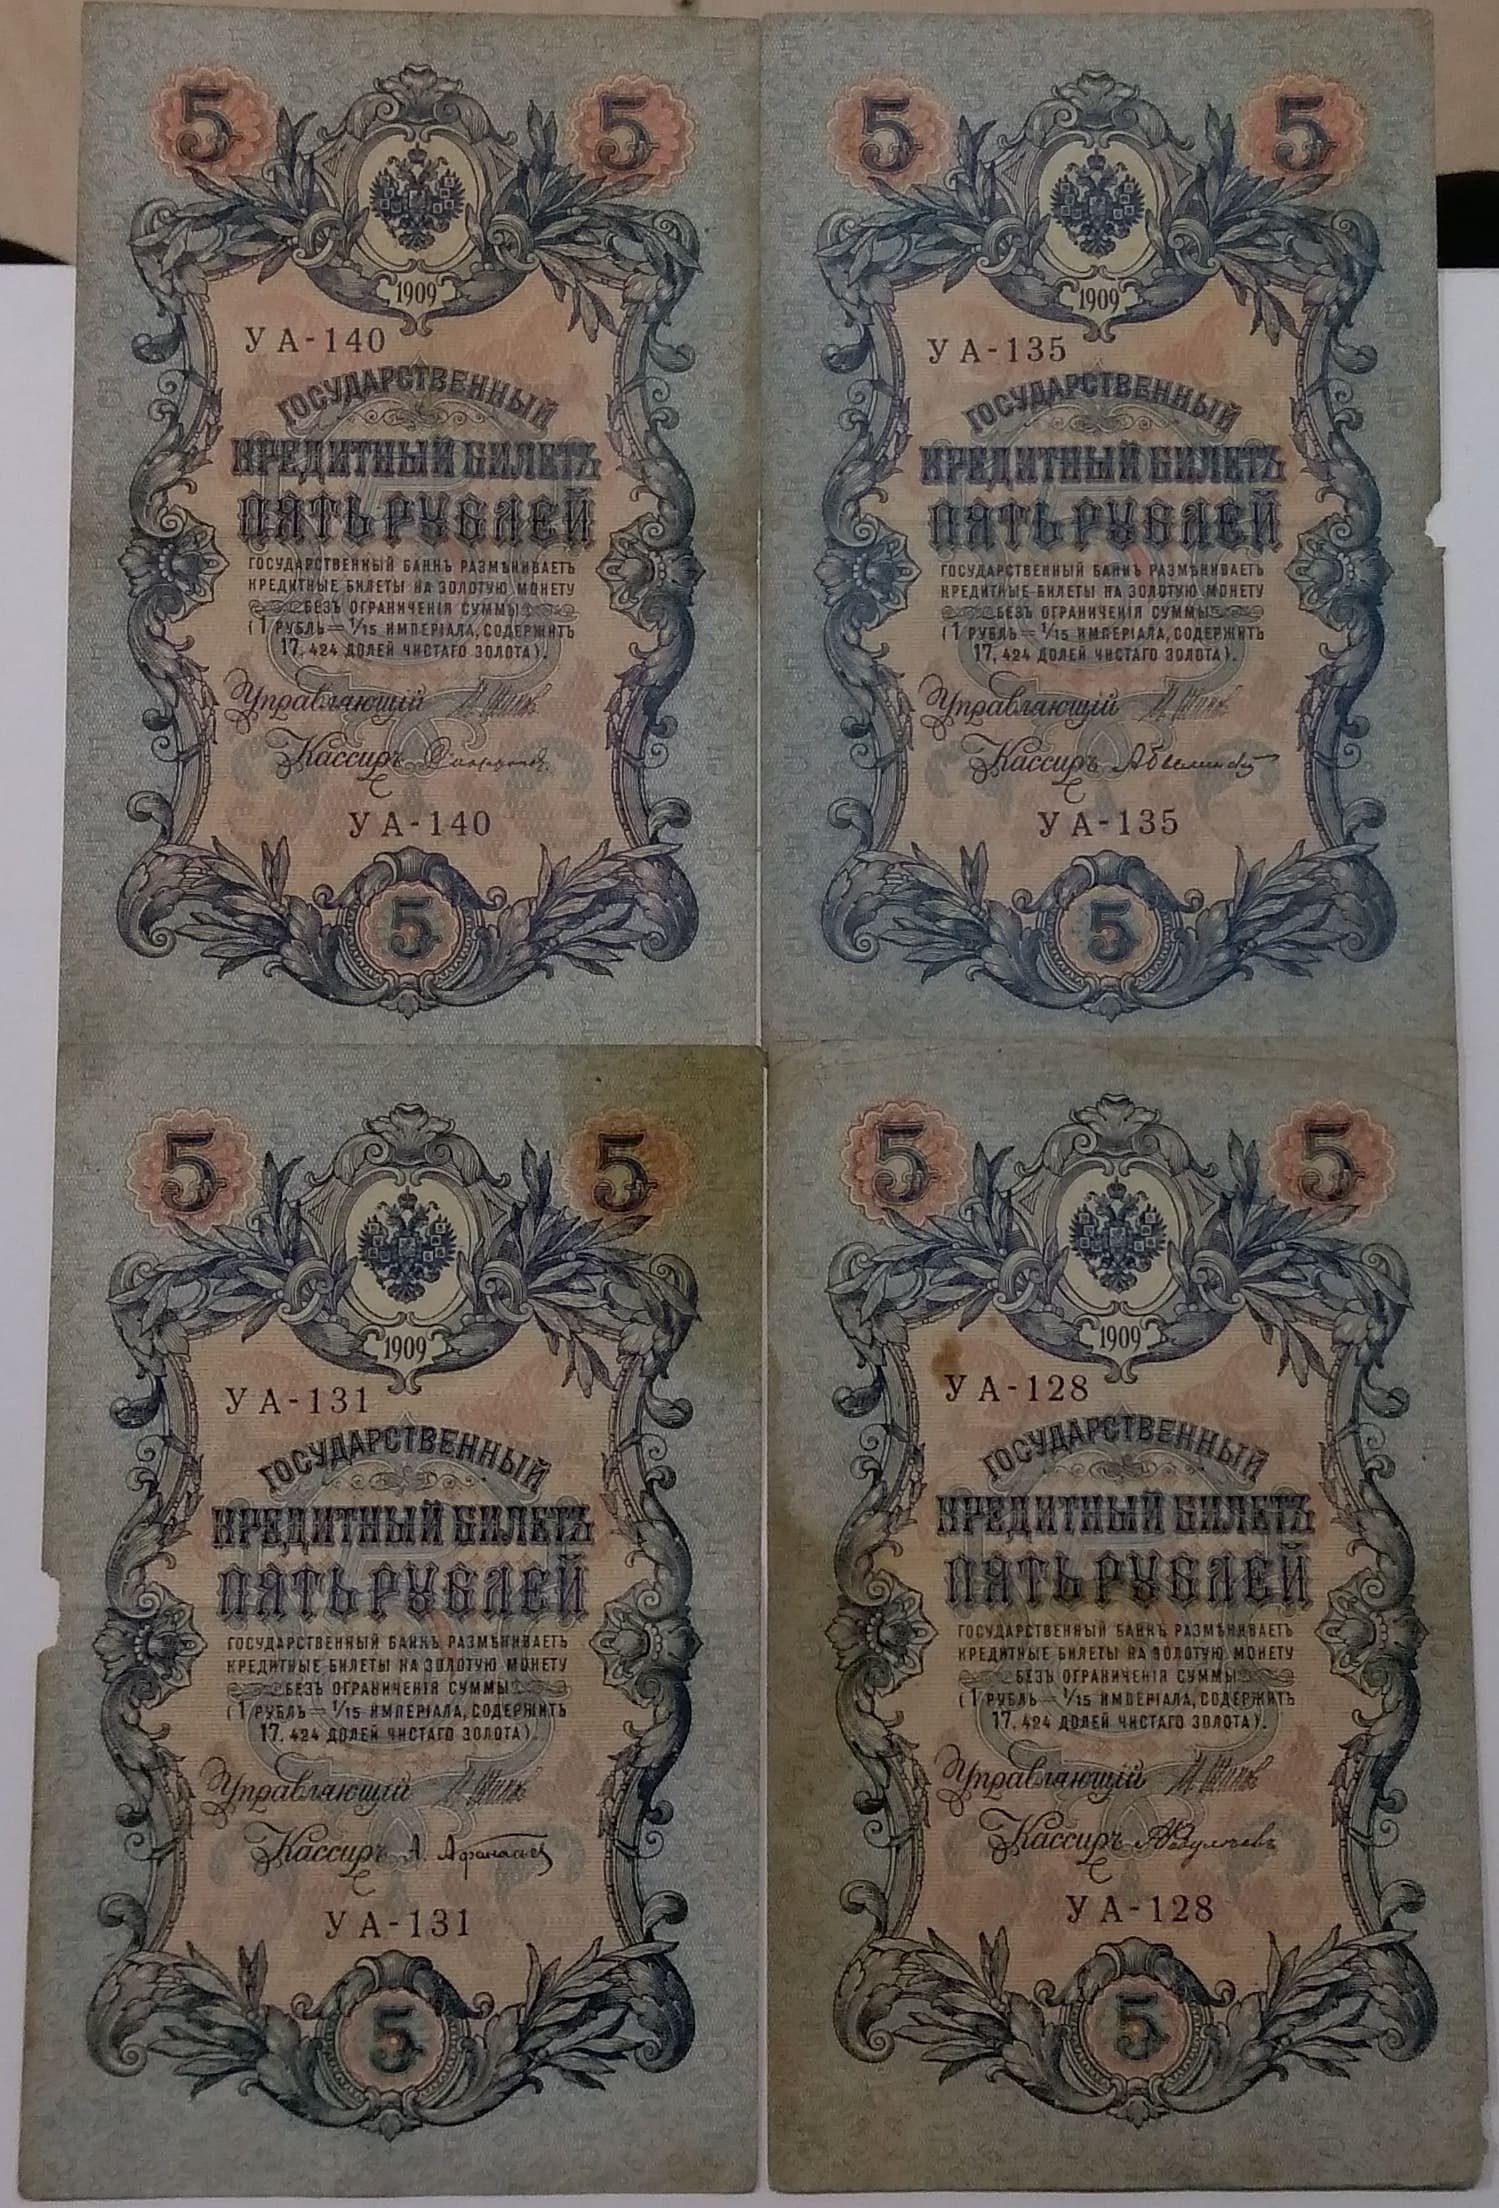 5 5
1909
УА-140
ГОСУДАРСТВЕННЫЙ
КРЕДИТНЫЙ БИЛЕТЪ
ПЯТЬ РУБЛЕЙ
ГОСУДАРСТВЕННЫЙ БАНКЪ РАЗМѢНИВАЕТЪ
КРЕДИТНЫЕ БИЛЕТЫ НА ЗОЛОТУЮ МОНЕТУ
БЕЗЪ ОГРАНИЧЕНІЯ СУММЫ
(1 РУБЛЬ = 1/15 ИМПЕРІАЛА, СОДЕРЖИТЪ
17,424 ДОЛЕЙ ЧИСТАГО ЗОЛОТА).
Управляющій
Кассиръ
УА-140
5
5 5
1909
УА-135
ГОСУДАРСТВЕННЫЙ
КРЕДИТНЫЙ БИЛЕТЪ
ПЯТЬ РУБЛЕЙ
ГОСУДАРСТВЕННЫЙ БАНКЪ РАЗМѢНИВАЕТЪ
КРЕДИТНЫЕ БИЛЕТЫ НА ЗОЛОТУЮ МОНЕТУ
БЕЗЪ ОГРАНИЧЕНІЯ СУММЫ
(1 РУБЛЬ = 1/15 ИМПЕРІАЛА, СОДЕРЖИТЪ
17,424 ДОЛЕЙ ЧИСТАГО ЗОЛОТА).
Управляющій
Кассиръ
УА-135
5
5 5
1909
УА-131
ГОСУДАРСТВЕННЫЙ
КРЕДИТНЫЙ БИЛЕТЪ
ПЯТЬ РУБЛЕЙ
ГОСУДАРСТВЕННЫЙ БАНКЪ РАЗМѢНИВАЕТЪ
КРЕДИТНЫЕ БИЛЕТЫ НА ЗОЛОТУЮ МОНЕТУ
БЕЗЪ ОГРАНИЧЕНІЯ СУММЫ
(1 РУБЛЬ = 1/15 ИМПЕРІАЛА, СОДЕРЖИТЪ
17,424 ДОЛЕЙ ЧИСТАГО ЗОЛОТА).
Управляющій
Кассиръ А.
УА-131
5
5 5
1909
УА-128
ГОСУДАРСТВЕННЫЙ
КРЕДИТНЫЙ БИЛЕТЪ
ПЯТЬ РУБЛЕЙ
ГОСУДАРСТВЕННЫЙ БАНКЪ РАЗМѢНИВАЕТЪ
КРЕДИТНЫЕ БИЛЕТЫ НА ЗОЛОТУЮ МОНЕТУ
БЕЗЪ ОГРАНИЧЕНІЯ СУММЫ
(1 РУБЛЬ = 1/15 ИМПЕРІАЛА, СОДЕРЖИТЪ
17,424 ДОЛЕЙ ЧИСТАГО ЗОЛОТА).
Управляющій
Кассиръ
УА-128
5